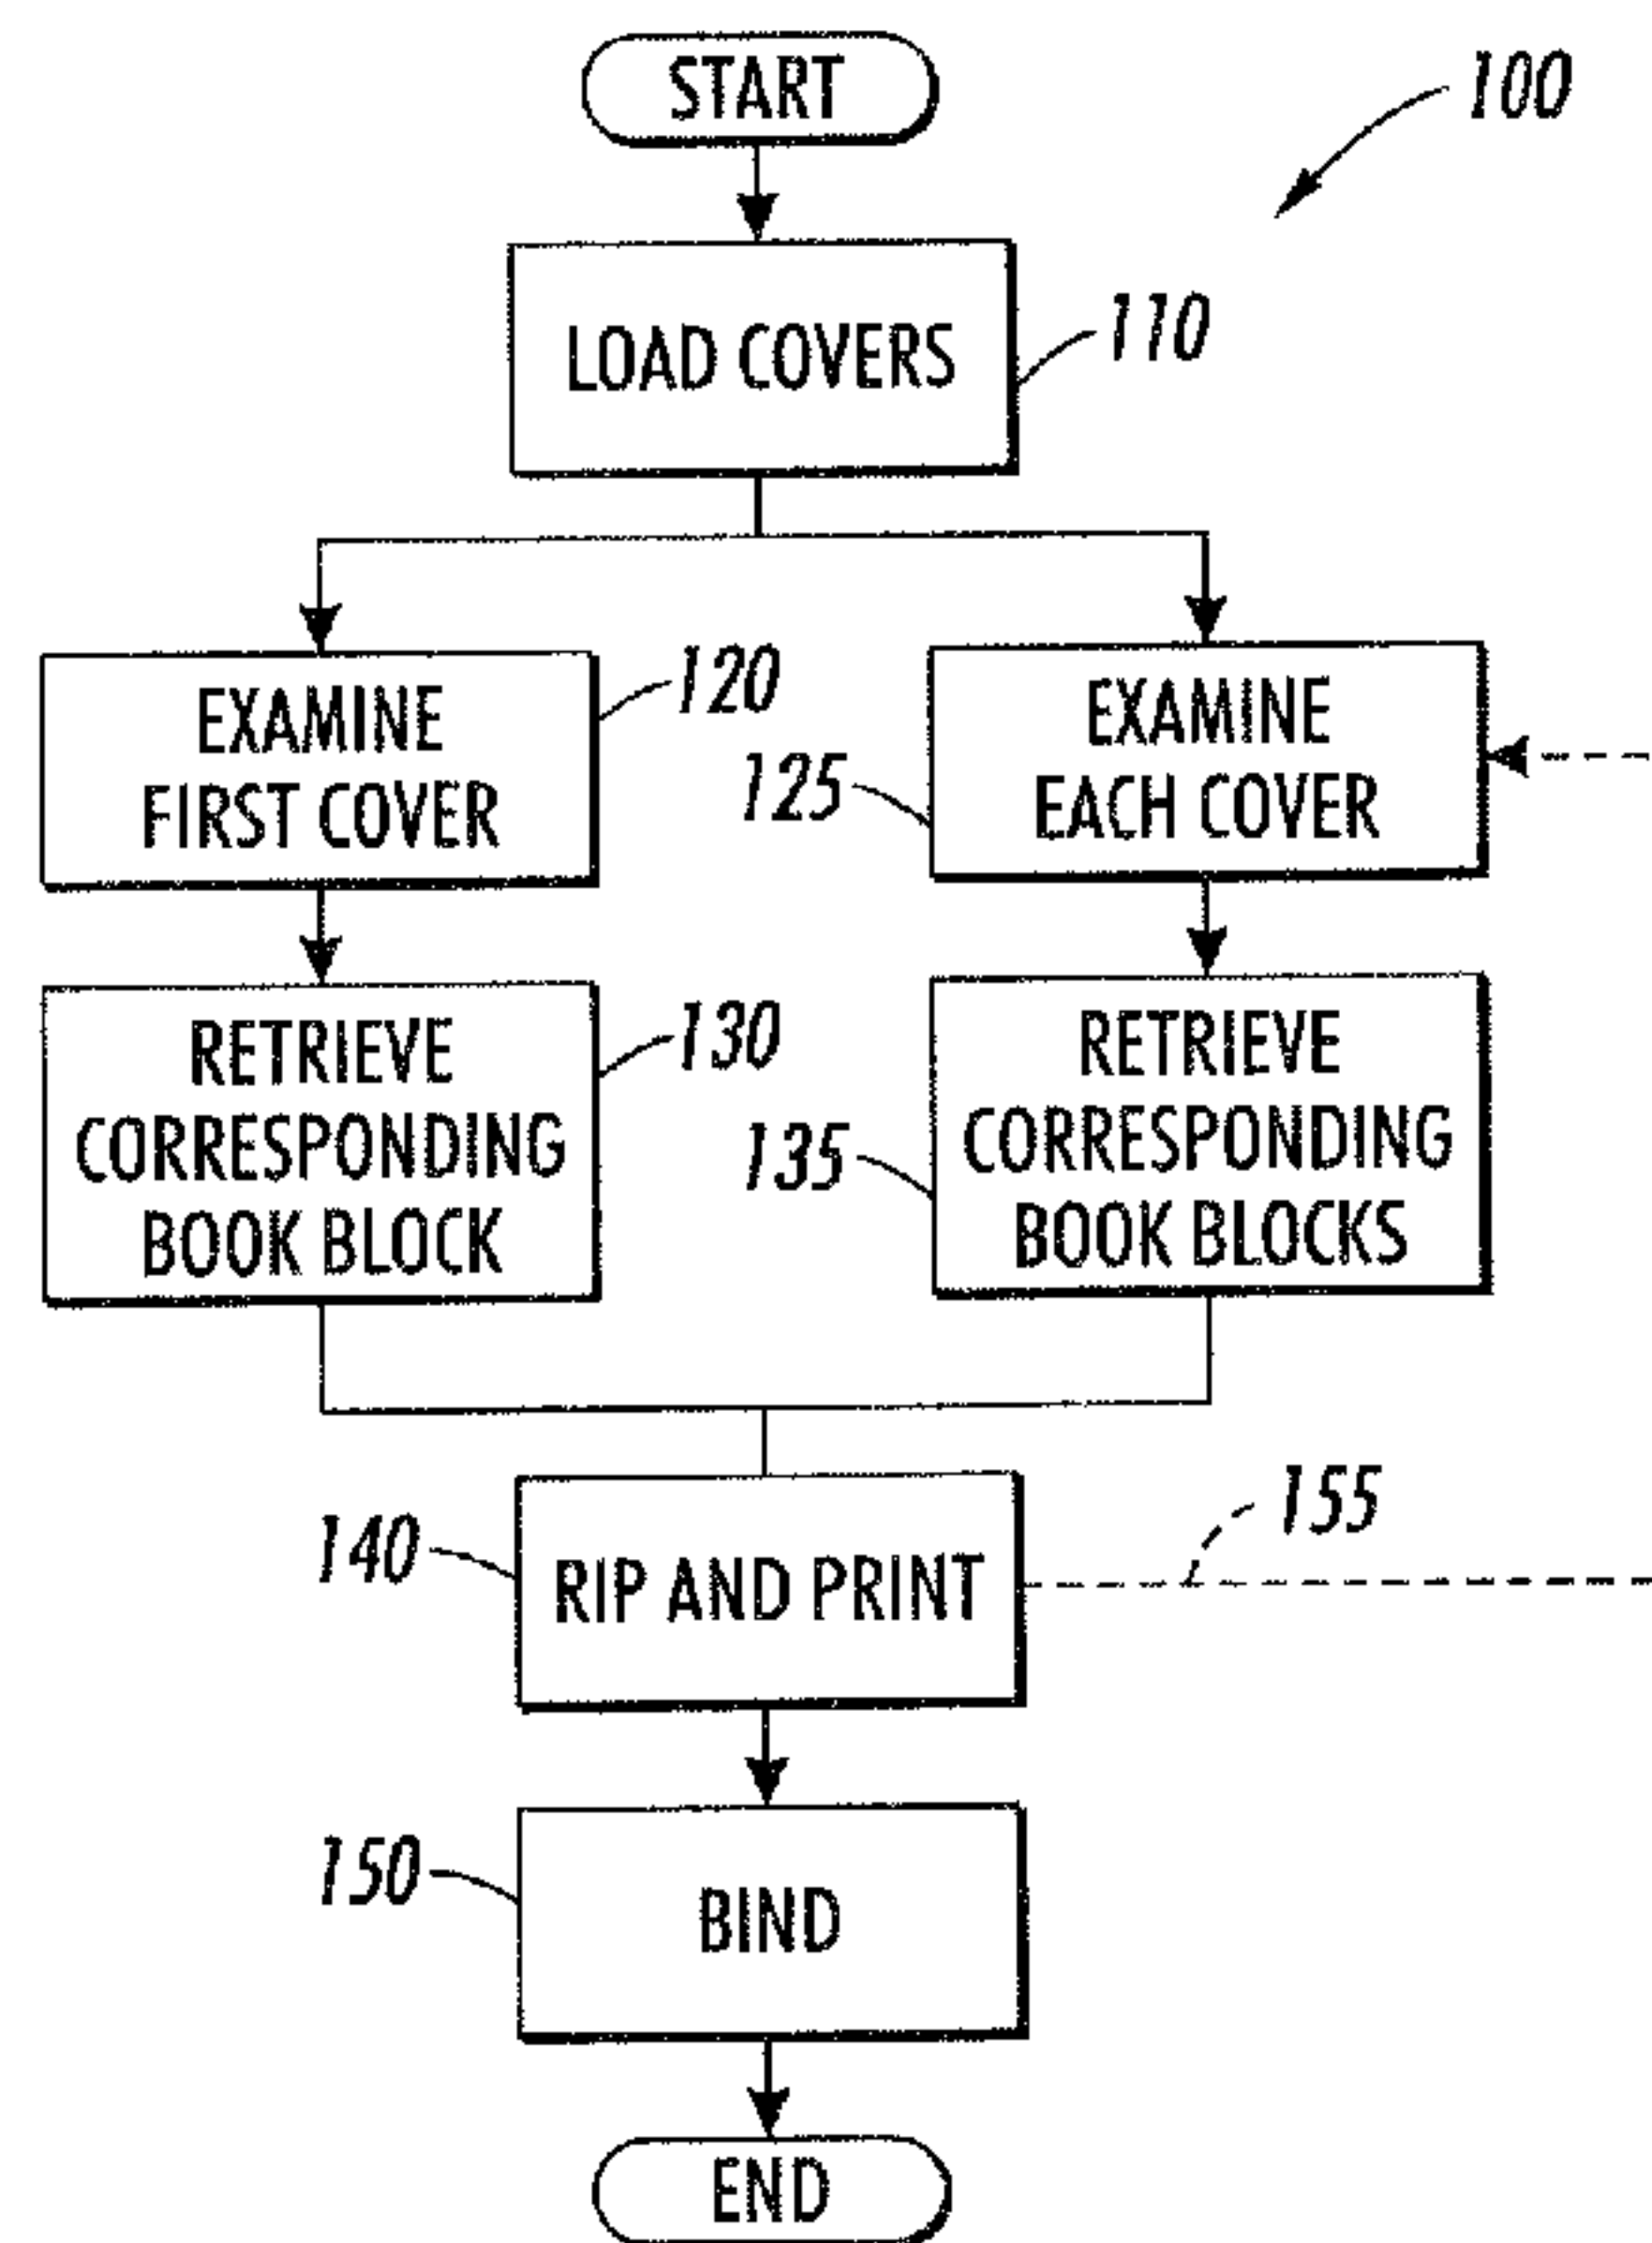 START
100
LOAD COVERS
110
EXAMINE
FIRST COVER
120
125
EXAMINE
EACH COVER
RETRIEVE
CORRESPONDING
BOOK BLOCK
130
135
RETRIEVE
CORRESPONDING
BOOK BLOCKS
140
RIP AND PRINT
155
150
BIND
END